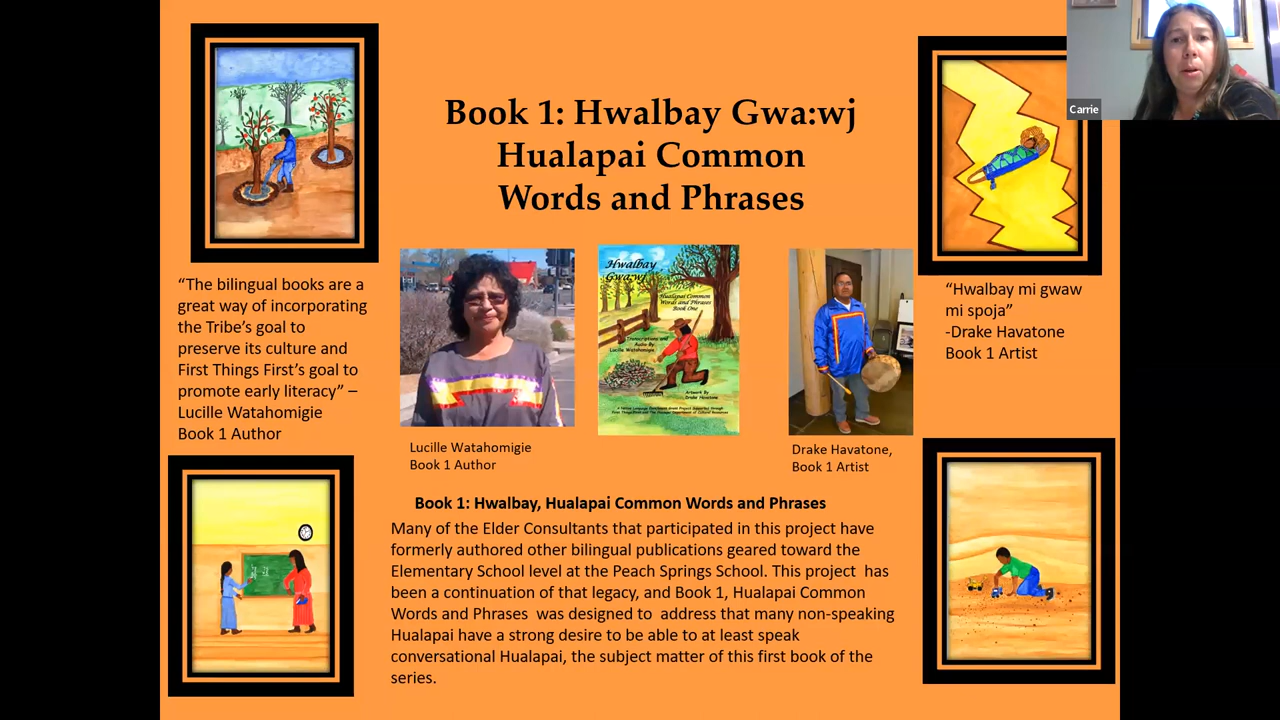 Carrie
Book 1: Hwalbay Gwa:wj
Hualapai Common
Words and Phrases
“The bilingual books are a
great way of incorporating
the Tribe’s goal to
preserve its culture and
First Things First’s goal to
promote early literacy” –
Lucille Watahomigie
Book 1 Author
Hwalbay
Gwa:wj
Hualapai Common
Words and Phrases
Book One
Transcriptions and
Audio By
Lucille Watahomigie
Artwork By
Drake Havatone
“Hwalbay mi gwaw
mi spoja”
-Drake Havatone
Book 1 Artist
Lucille Watahomigie
Book 1 Author
Drake Havatone,
Book 1 Artist
Book 1: Hwalbay, Hualapai Common Words and Phrases
Many of the Elder Consultants that participated in this project have
formerly authored other bilingual publications geared toward the
Elementary School level at the Peach Springs School. This project has
been a continuation of that legacy, and Book 1, Hualapai Common
Words and Phrases was designed to address that many non-speaking
Hualapai have a strong desire to be able to at least speak
conversational Hualapai, the subject matter of this first book of the
series.